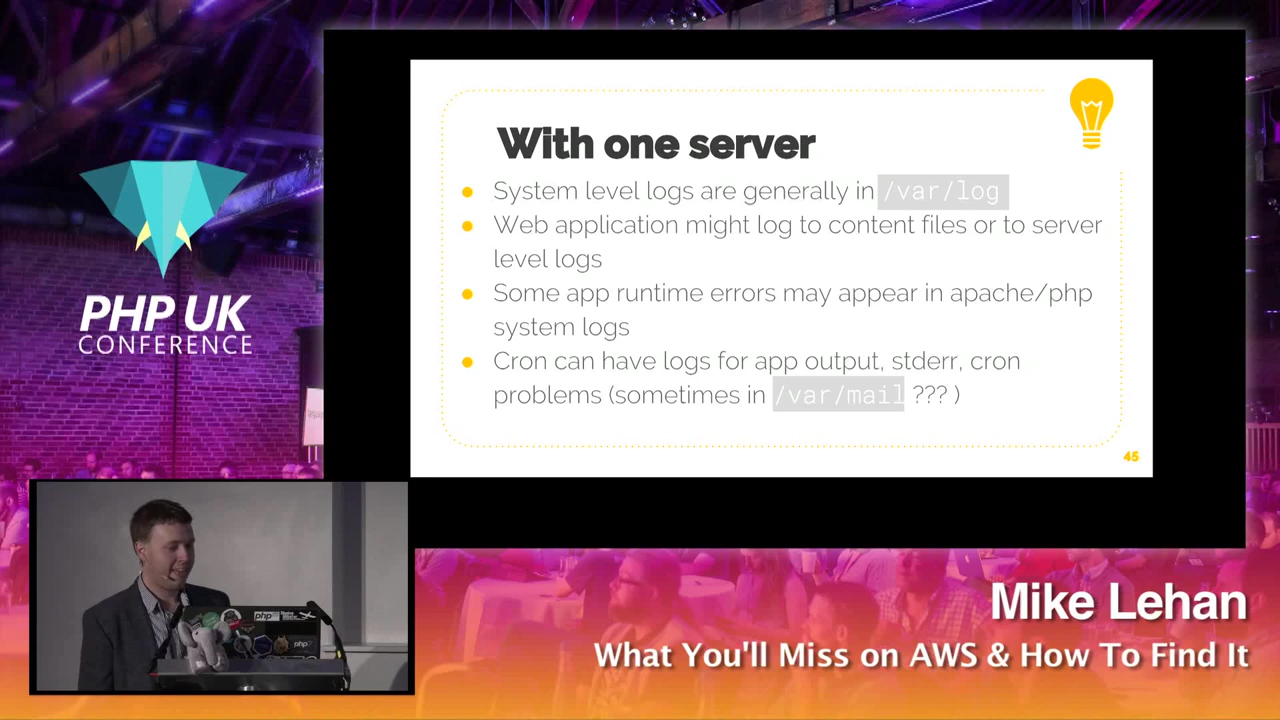 With one server
System level logs are generally in /var/log
Web application might log to content files or to server
level logs
Some app runtime errors may appear in apache/php
system logs
Cron can have logs for app output, stderr, cron
problems (sometimes in /var/mail ??? )
45
PHP UK
CONFERENCE
php
php
Mike Lehan
What You'll Miss on AWS & How To Find It